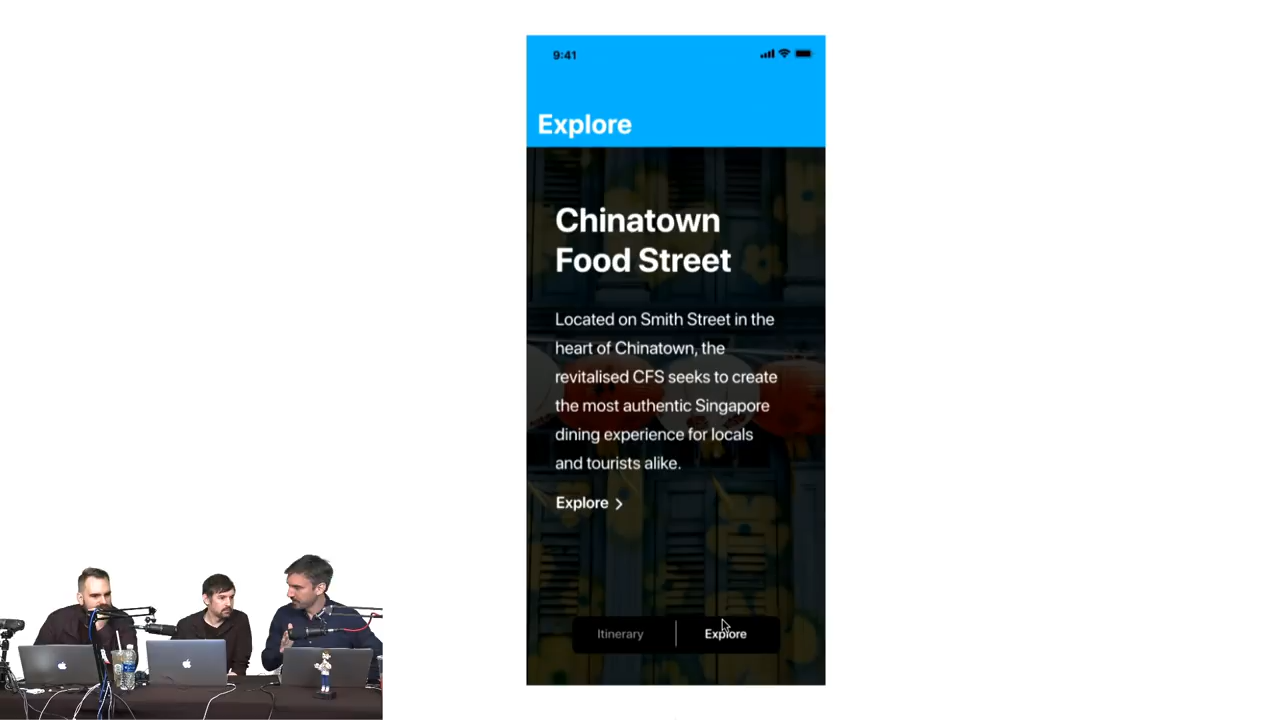 9:41
Explore
Chinatown
Food Street
Located on Smith Street in the
heart of Chinatown, the
revitalised CFS seeks to create
the most authentic Singapore
dining experience for locals
and tourists alike.
Explore
Itinerary
Explore